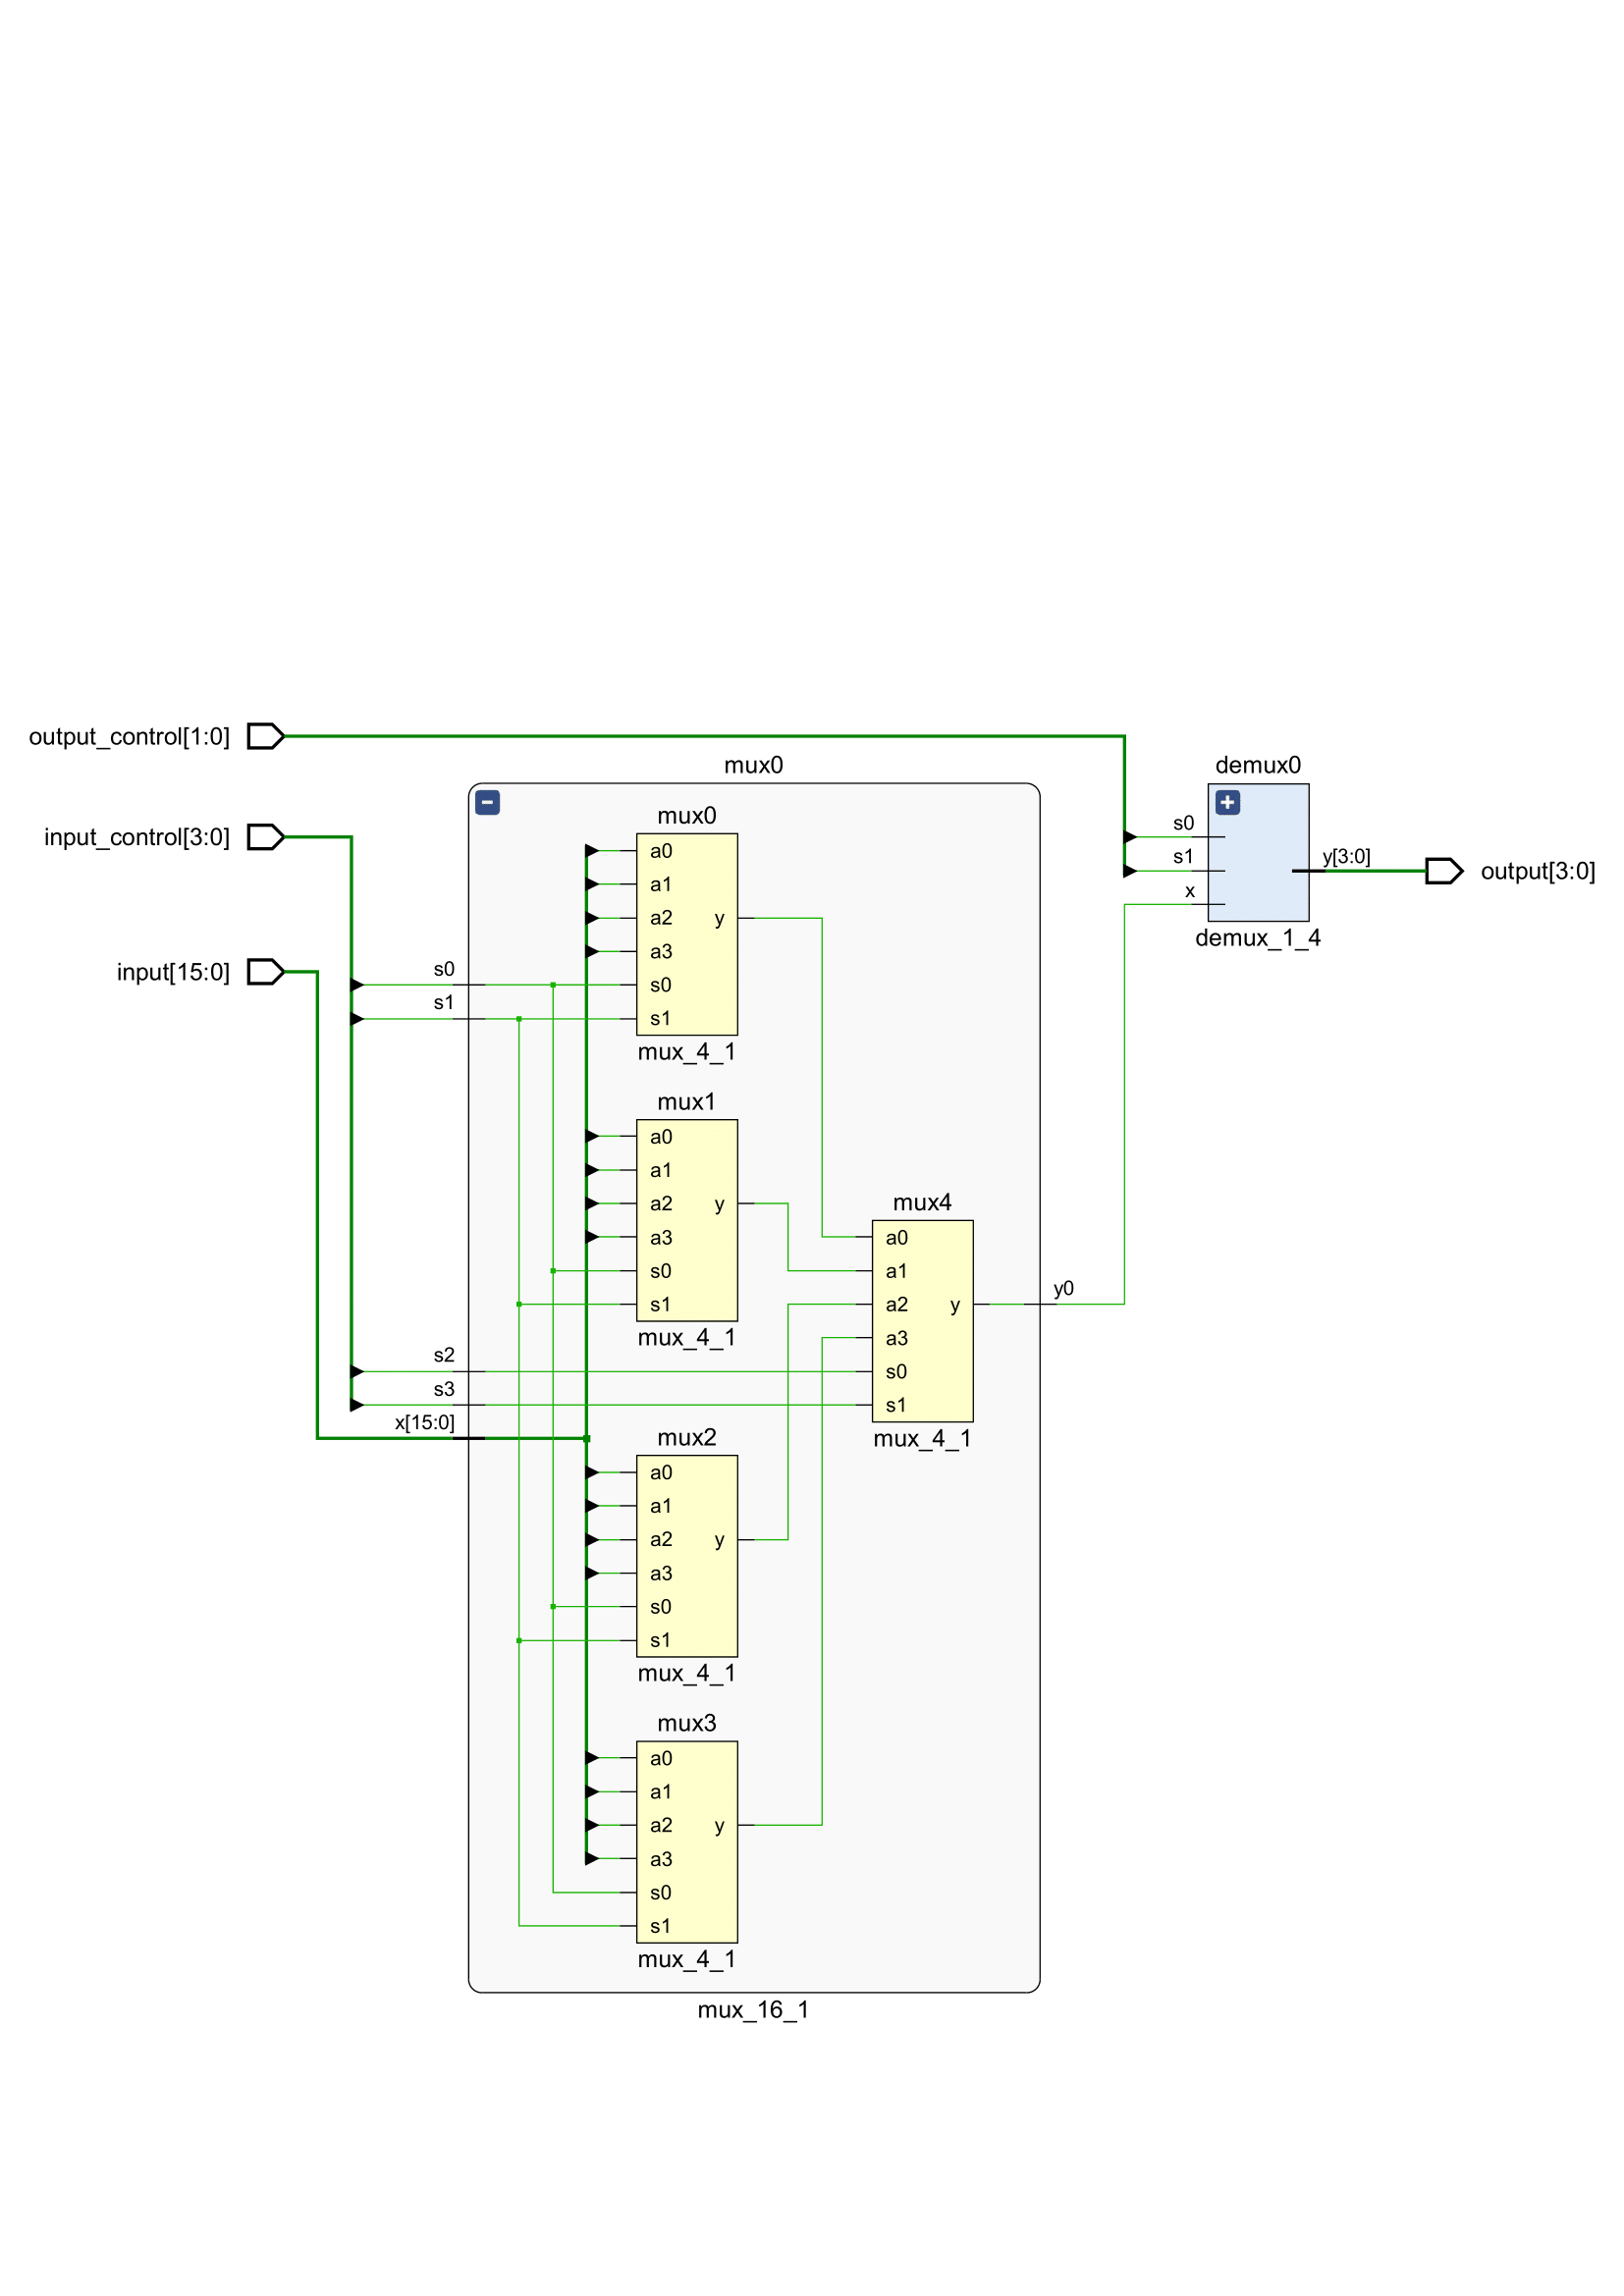 output_control[1:0]
mux0
demux0
input_control[3:0]
mux0
s0
s1
y[3:0]
output[3:0]
x
demux_1_4
a0
a1
a2
y
a3
input[15:0]
s0
s0
s1
s1
mux_4_1
mux1
a0
a1
a2
y
a3
s0
s1
mux_4_1
mux4
a0
a1
a2
y
y0
a3
s2
s0
s3
s1
x[15:0]
mux_4_1
mux2
a0
a1
a2
y
a3
s0
s1
mux_4_1
mux3
a0
a1
a2
y
a3
s0
s1
mux_4_1
mux_16_1